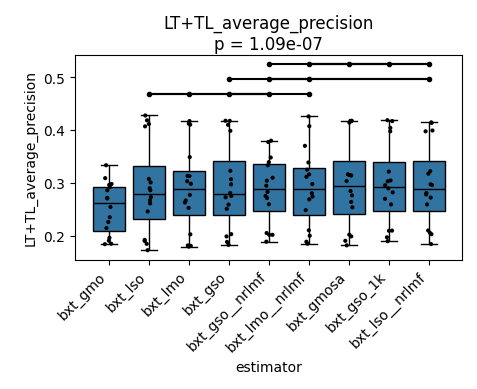 LT+TL_average_precision
p = 1.09e-07
LT+TL_average_precision
0.5
0.4
0.3
0.2
bxt_gmo
bxt_lso
bxt_lmo
bxt_gso
bxt_gso__nrlmf
bxt_lmo__nrlmf
bxt_gmosa
bxt_gso_1k
bxt_lso__nrlmf
estimator